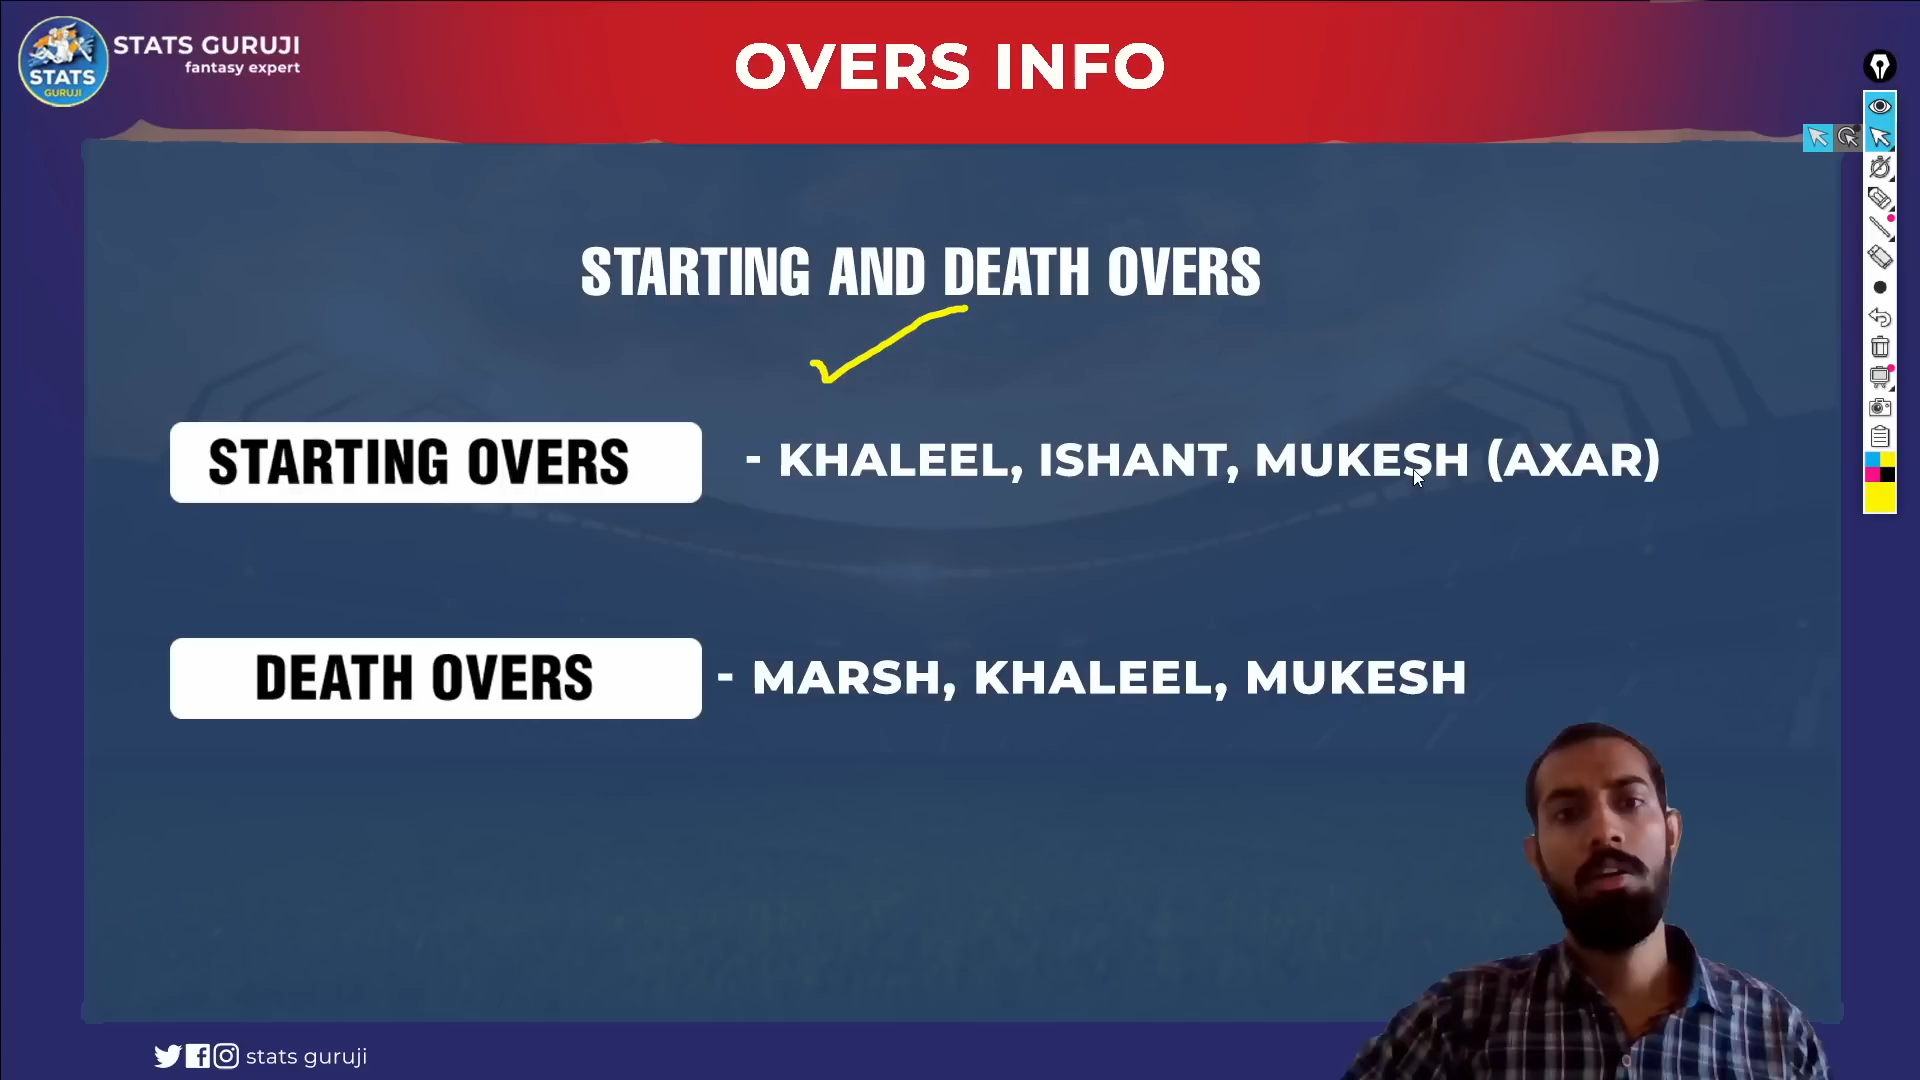 STATS GURUJI
fantasy expert
STATS
GURUJI
OVERS INFO
STARTING AND DEATH OVERS
STARTING OVERS - KHALEEL, ISHANT, MUKESH (AXAR)
DEATH OVERS - MARSH, KHALEEL, MUKESH
stats guruji